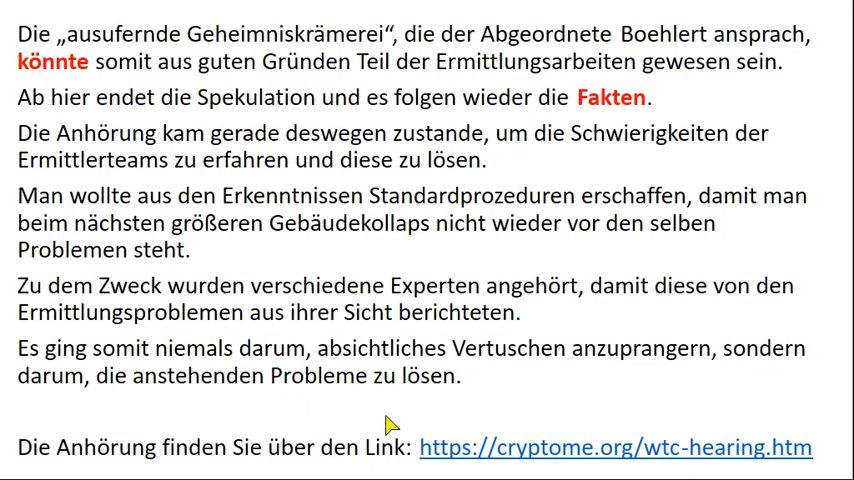 Die „ausufernde Geheimniskrämerei“, die der Abgeordnete Boehlert ansprach,
könnte somit aus guten Gründen Teil der Ermittlungsarbeiten gewesen sein.
Ab hier endet die Spekulation und es folgen wieder die Fakten.
Die Anhörung kam gerade deswegen zustande, um die Schwierigkeiten der
Ermittlerteams zu erfahren und diese zu lösen.
Man wollte aus den Erkenntnissen Standardprozeduren erschaffen, damit man
beim nächsten größeren Gebäudekollaps nicht wieder vor den selben
Problemen steht.
Zu dem Zweck wurden verschiedene Experten angehört, damit diese von den
Ermittlungsproblemen aus ihrer Sicht berichteten.
Es ging somit niemals darum, absichtliches Vertuschen anzuprangern, sondern
darum, die anstehenden Probleme zu lösen.
Die Anhörung finden Sie über den Link: https://cryptome.org/wtc-hearing.htm